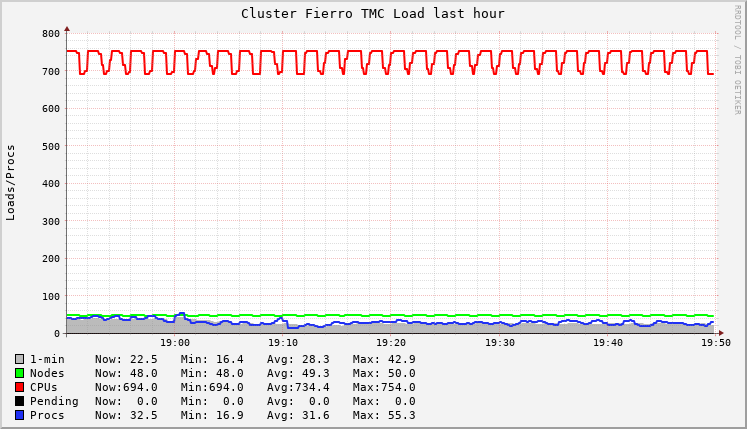 Cluster Fierro TMC Load last hour
RRDTOOL / TOBI OETIKER
Loads/Procs
800
700
600
500
400
300
200
100
0
19:00 19:10 19:20 19:30 19:40 19:50
1-min Now: 22.5 Min: 16.4 Avg: 28.3 Max: 42.9
Nodes Now: 48.0 Min: 48.0 Avg: 49.3 Max: 50.0
CPUs Now:694.0 Min:694.0 Avg:734.4 Max:754.0
Pending Now: 0.0 Min: 0.0 Avg: 0.0 Max: 0.0
Procs Now: 32.5 Min: 16.9 Avg: 31.6 Max: 55.3